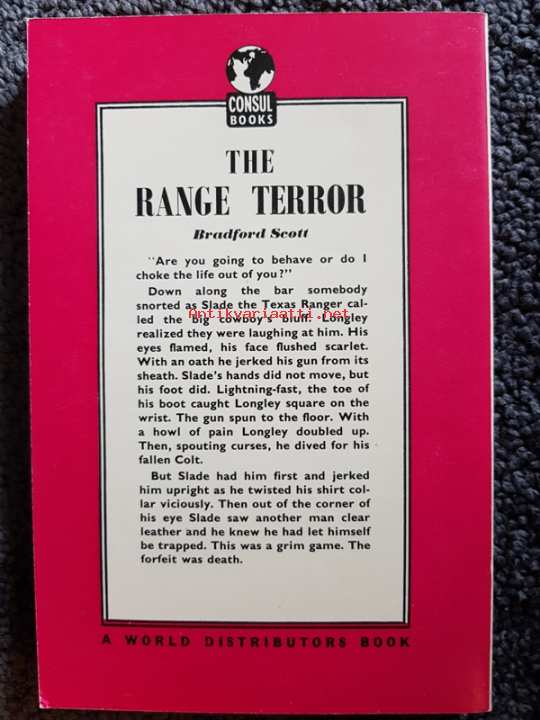 CONSUL
BOOKS
THE
RANGE TERROR
Bradford Scott
"Are you going to behave or do I
choke the life out of you?"
Down along the bar somebody
snorted as Slade the Texas Ranger cal-
led the big cowboy's bluff. Longley
Antikvariaatti.net
realized they were laughing at him. His
eyes flamed, his face flushed scarlet.
With an oath he jerked his gun from its
sheath. Slade's hands did not move, but
his foot did. Lightning-fast, the toe of
his boot caught Longley square on the
wrist. The gun spun to the floor. With
a howl of pain Longley doubled up.
Then, spouting curses, he dived for his
fallen Colt.
But Slade had him first and jerked
him upright as he twisted his shirt col-
lar viciously. Then out of the corner of
his eye Slade saw another man clear
leather and he knew he had let himself
be trapped. This was a grim game. The
forfeit was death.
A WORLD DISTRIBUTORS BOOK